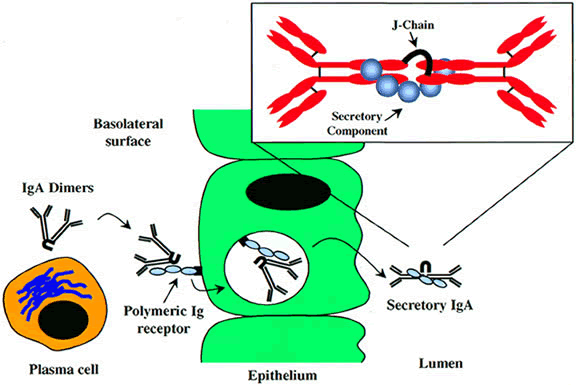 J-Chain
Secretory
Component
Basolateral
surface
IgA Dimers
Polymeric Ig
receptor
Secretory IgA
Plasma cell
Epithelium
Lumen